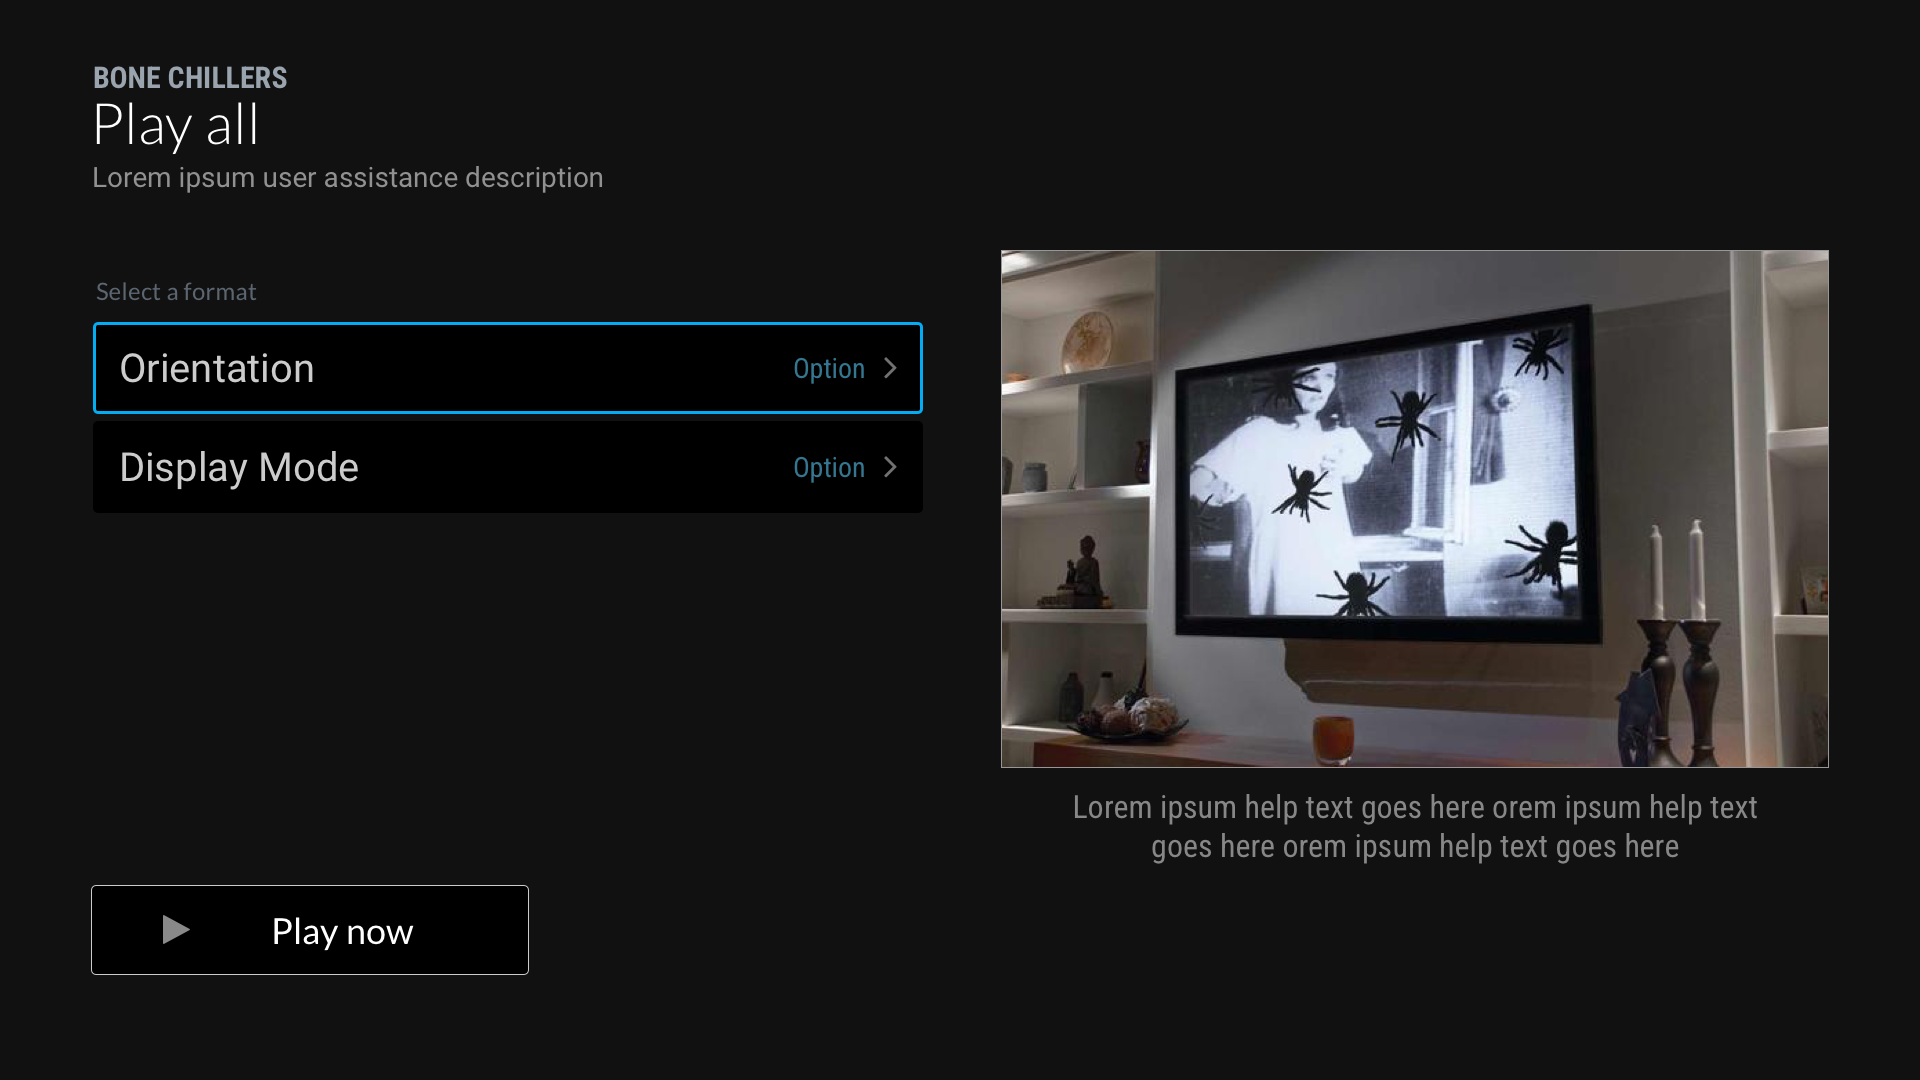 BONE CHILLERS
Play all
Lorem ipsum user assistance description
Select a format
Orientation Option
Display Mode Option
Lorem ipsum help text goes here orem ipsum help text
goes here orem ipsum help text goes here
Play now